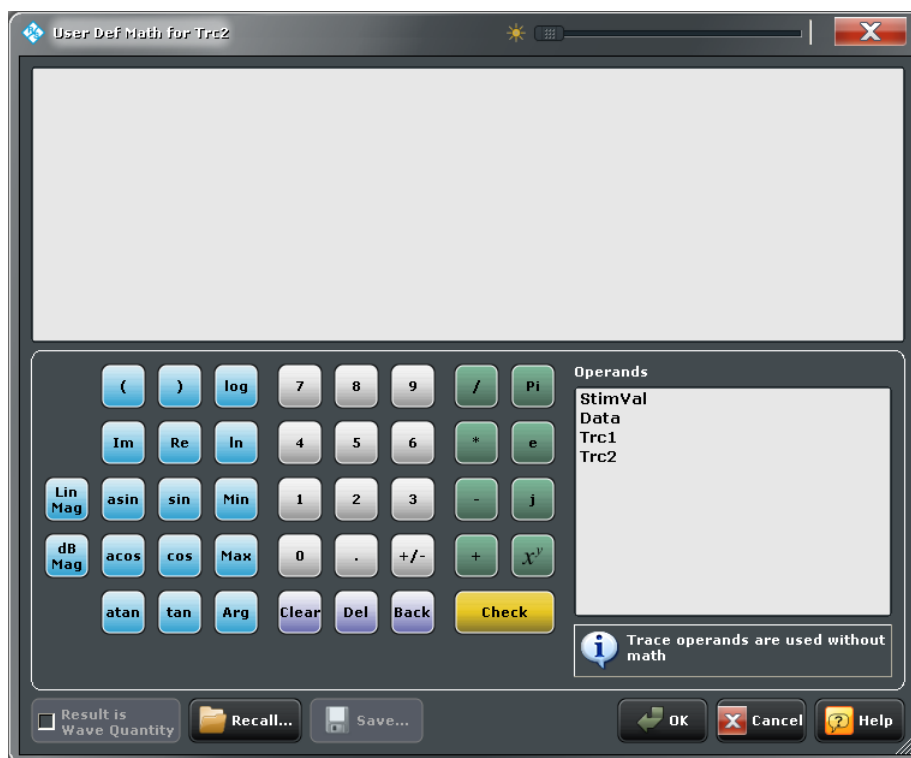 User Def Math for Trc2
( ) log 7 8 9 / Pi
Im Re ln 4 5 6 * e
Lin Mag asin sin Min 1 2 3 - j
dB Mag acos cos Max 0 . +/- + xʸ
atan tan Arg Clear Del Back Check
Operands
StimVal
Data
Trc1
Trc2
Trace operands are used without
math
Result is
Wave Quantity
Recall...
Save...
OK
Cancel
Help